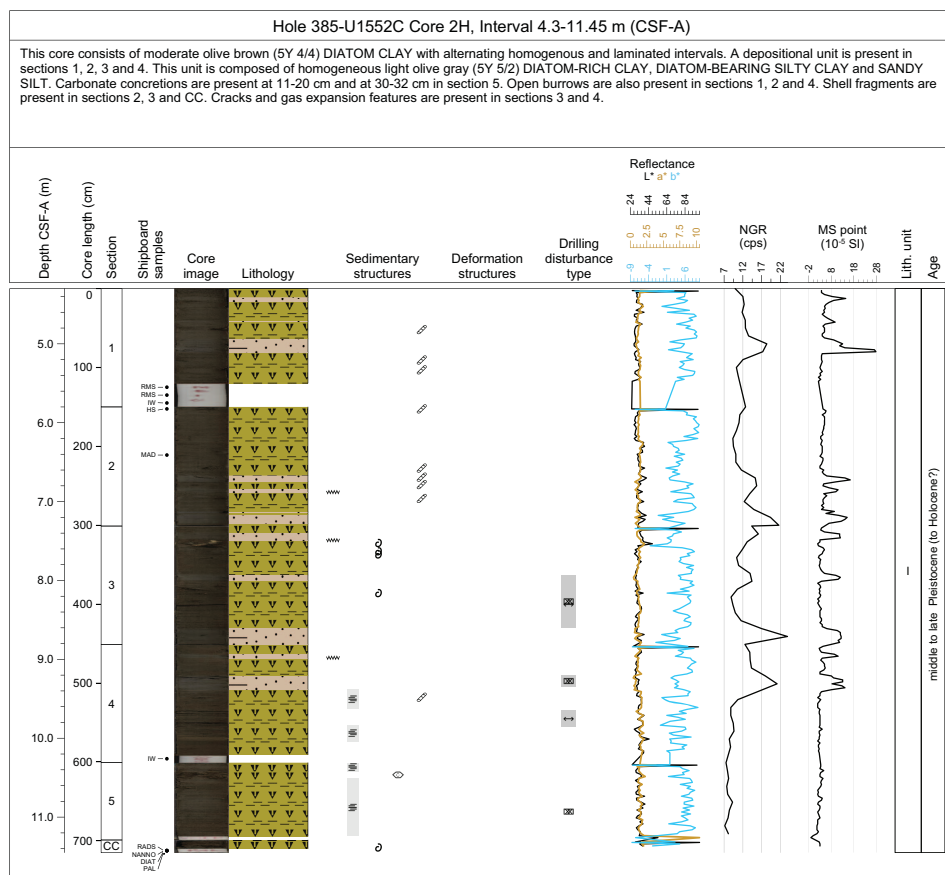 Hole 385-U1552C Core 2H, Interval 4.3-11.45 m (CSF-A)
This core consists of moderate olive brown (5Y 4/4) DIATOM CLAY with alternating homogenous and laminated intervals. A depositional unit is present in
sections 1, 2, 3 and 4. This unit is composed of homogeneous light olive gray (5Y 5/2) DIATOM-RICH CLAY, DIATOM-BEARING SILTY CLAY and SANDY
SILT. Carbonate concretions are present at 11-20 cm and at 30-32 cm in section 5. Open burrows are also present in sections 1, 2 and 4. Shell fragments are
present in sections 2, 3 and CC. Cracks and gas expansion features are present in sections 3 and 4.
Depth CSF-A (m)
Core length (cm)
Section
Shipboard
samples
Core
image
Lithology
Sedimentary
structures
Deformation
structures
Drilling
disturbance
type
Reflectance
L* a* b*
24 44 64 84
0 2.5 5 7.5 10
-9 -4 1 6
NGR
(cps)
7 12 17 22
MS point
(10⁻⁵ SI)
-2 8 18 28
Lith. unit
Age
0
5.0
1
100
RMS
RMS
IW
HS
6.0
200
MAD
2
7.0
300
8.0
3
400
9.0
500
4
10.0
600
IW
5
11.0
700
CC
RADS
NANNO
DIAT
PAL
I
middle to late Pleistocene (to Holocene?)